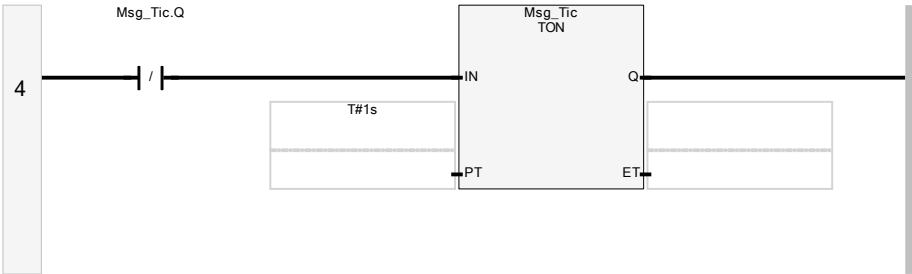 Msg_Tic.Q
Msg_Tic
TON
4
/
IN
Q
T#1s
PT
ET